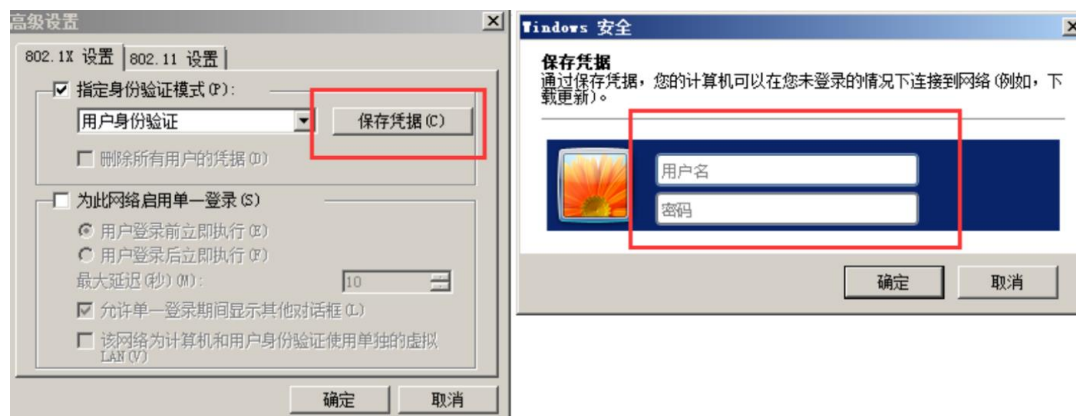 高级设置
802.1X 设置
802.11 设置
指定身份验证模式(P):
用户身份验证
保存凭据(C)
删除所有用户的凭据(D)
为此网络启用单一登录(S)
用户登录前立即执行(E)
用户登录后立即执行(F)
最大延迟(秒)(M):
10
允许单一登录期间显示其他对话框(L)
该网络为计算机和用户身份验证使用单独的虚拟
LAN(V)
确定
取消
Windows 安全
保存凭据
通过保存凭据，您的计算机可以在您未登录的情况下连接到网络(例如，下
载更新)。
用户名
密码
确定
取消